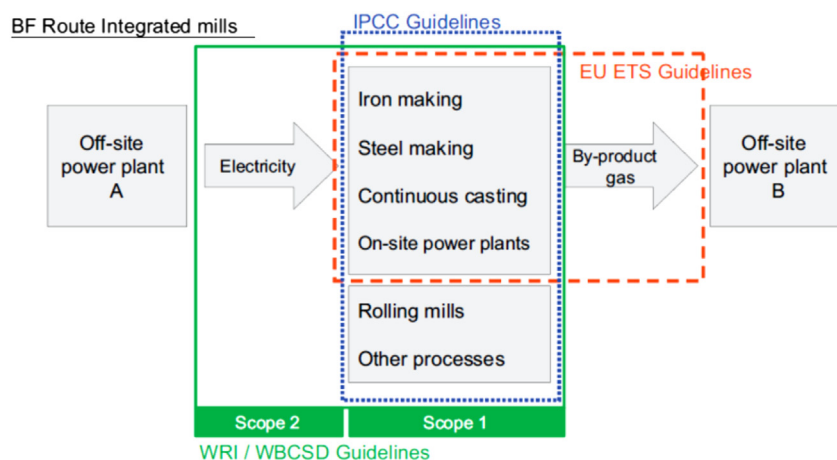 BF Route Integrated mills
IPCC Guidelines
EU ETS Guidelines
Off-site
power plant
A
Electricity
Iron making
Steel making
Continuous casting
On-site power plants
By-product
gas
Off-site
power plant
B
Rolling mills
Other processes
Scope 2
Scope 1
WRI / WBCSD Guidelines